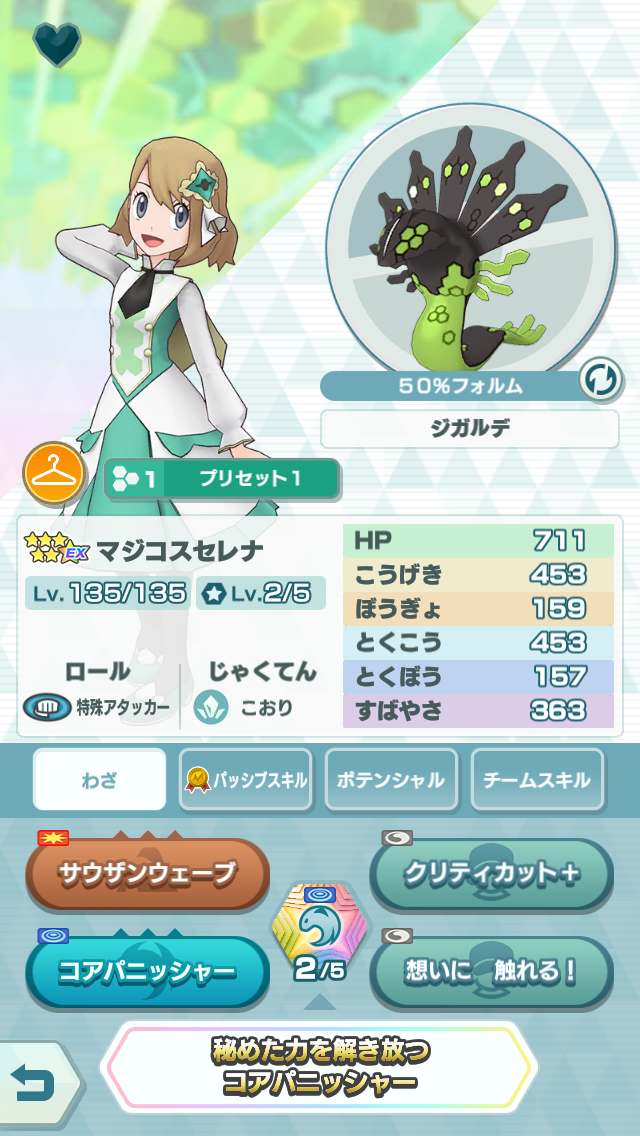 50%フォルム
ジガルデ
1 プリセット1
EX マジコスセレナ
Lv.135/135 Lv.2/5
ロール じゃくてん
特殊アタッカー こおり
HP 711
こうげき 453
ぼうぎょ 159
とくこう 453
とくぼう 157
すばやさ 363
わざ パッシブスキル ポテンシャル チームスキル
サウザンウェーブ クリティカット+
2/5
コアパニッシャー 想いに 触れる!
秘めた力を解き放つ
コアパニッシャー